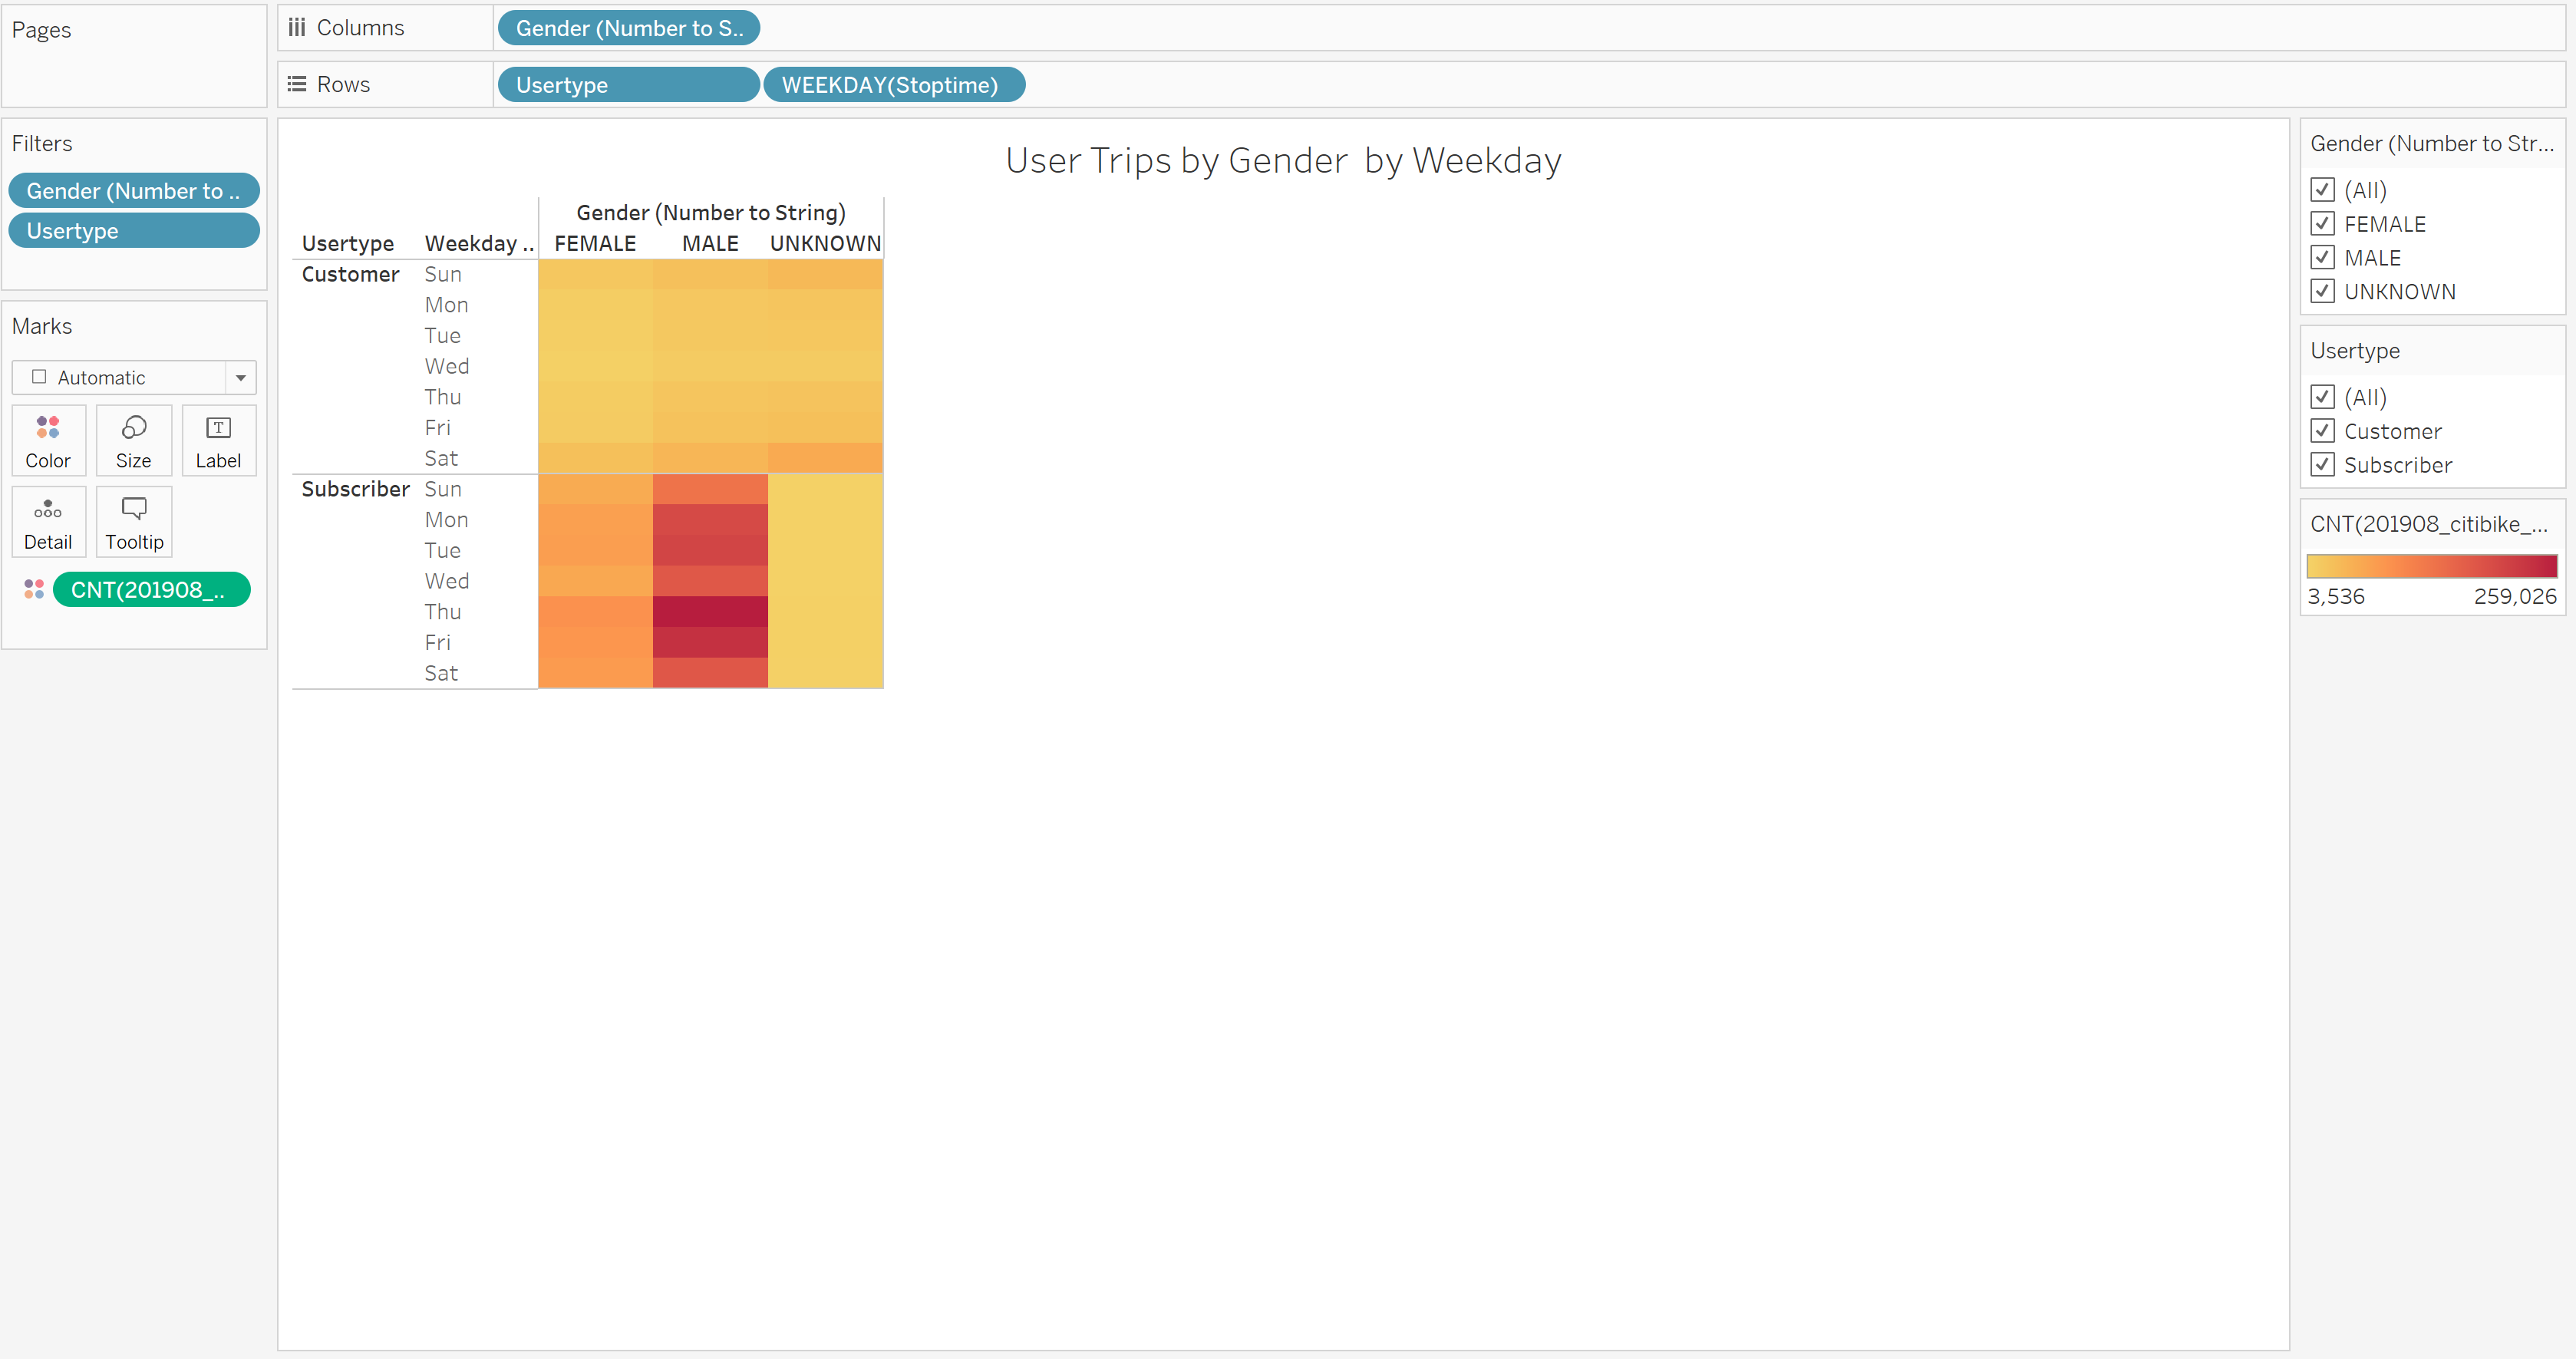 Pages
Columns
Gender (Number to S..
Rows
Usertype
WEEKDAY(Stoptime)
Filters
Gender (Number to ..
Usertype
Marks
Automatic
Color
Size
T
Label
Detail
Tooltip
CNT(201908_..
User Trips by Gender  by Weekday
Gender (Number to String)
Usertype
Weekday ..
FEMALE
MALE
UNKNOWN
Customer
Sun
Mon
Tue
Wed
Thu
Fri
Sat
Subscriber
Sun
Mon
Tue
Wed
Thu
Fri
Sat
Gender (Number to Str...
(All)
FEMALE
MALE
UNKNOWN
Usertype
(All)
Customer
Subscriber
CNT(201908_citibike_...
3,536
259,026